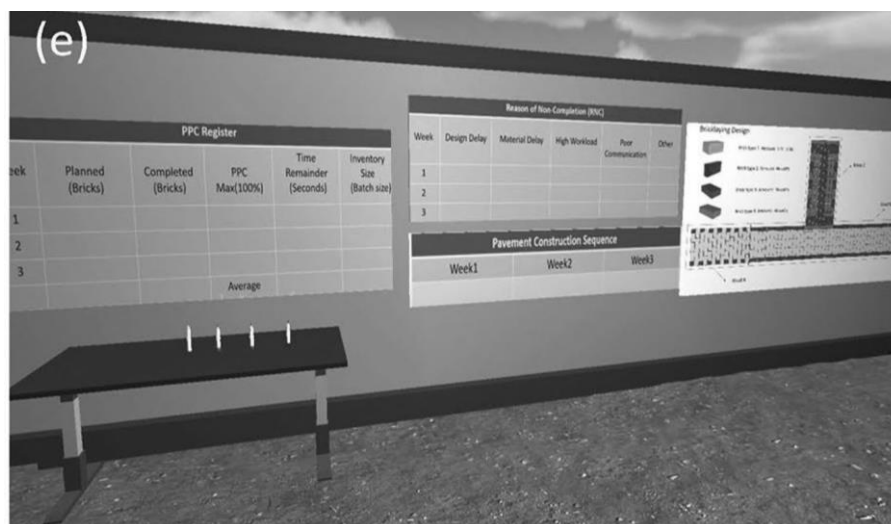 (e)
PPC Register
eek
Planned (Bricks)
Completed (Bricks)
PPC Max(100%)
Time Remainder (Seconds)
Inventory Size (Batch size)
1
2
3
Average
Reason of Non-Completion (RNC)
Week
Design Delay
Material Delay
High Workload
Poor Communication
Other
1
2
3
Pavement Construction Sequence
Week1
Week2
Week3
Bricklaying Design